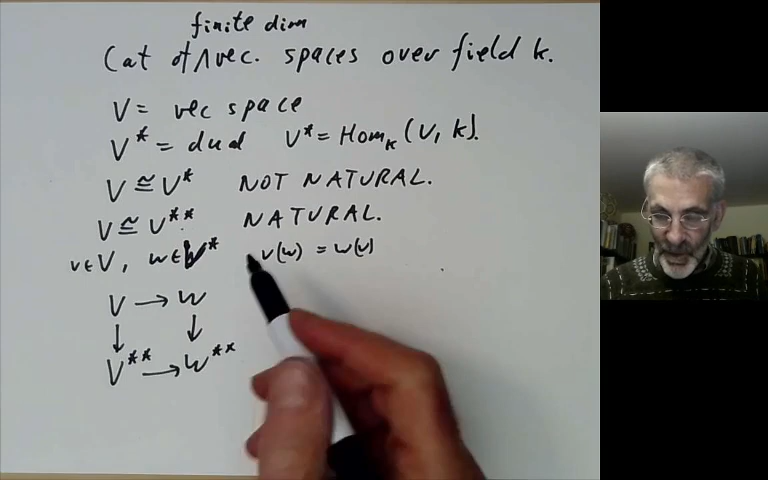 finite dim
Cat of ∧ vec. spaces over field k.
V = vec space
V* = dual V* = Hom_k (V, k).
V ≅ V* NOT NATURAL.
V ≅ V** NATURAL.
v ∈ V, w ∈ V* v(w) = w(v)
V → W
↓ ↓
V** → W**